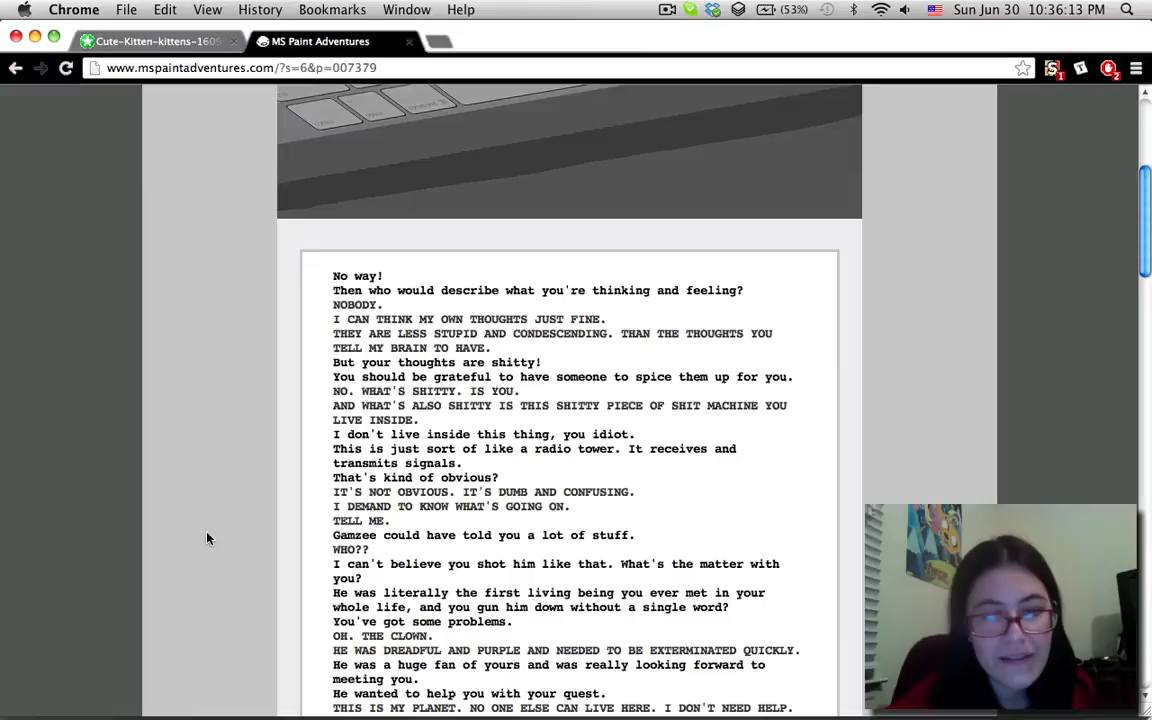 Chrome File Edit View History Bookmarks Window Help (53%) Sun Jun 30 10:36:13 PM
Cute-Kitten-kittens-1609 MS Paint Adventures
www.mspaintadventures.com/?s=6&p=007379
No way!
Then who would describe what you're thinking and feeling?
NOBODY.
I CAN THINK MY OWN THOUGHTS JUST FINE.
THEY ARE LESS STUPID AND CONDESCENDING. THAN THE THOUGHTS YOU
TELL MY BRAIN TO HAVE.
But your thoughts are shitty!
You should be grateful to have someone to spice them up for you.
NO. WHAT'S SHITTY. IS YOU.
AND WHAT'S ALSO SHITTY IS THIS SHITTY PIECE OF SHIT MACHINE YOU
LIVE INSIDE.
I don't live inside this thing, you idiot.
This is just sort of like a radio tower. It receives and
transmits signals.
That's kind of obvious?
IT'S NOT OBVIOUS. IT'S DUMB AND CONFUSING.
I DEMAND TO KNOW WHAT'S GOING ON.
TELL ME.
Gamzee could have told you a lot of stuff.
WHO??
I can't believe you shot him like that. What's the matter with
you?
He was literally the first living being you ever met in your
whole life, and you gun him down without a single word?
You've got some problems.
OH. THE CLOWN.
HE WAS DREADFUL AND PURPLE AND NEEDED TO BE EXTERMINATED QUICKLY.
He was a huge fan of yours and was really looking forward to
meeting you.
He wanted to help you with your quest.
THIS IS MY PLANET. NO ONE ELSE CAN LIVE HERE. I DON'T NEED HELP.